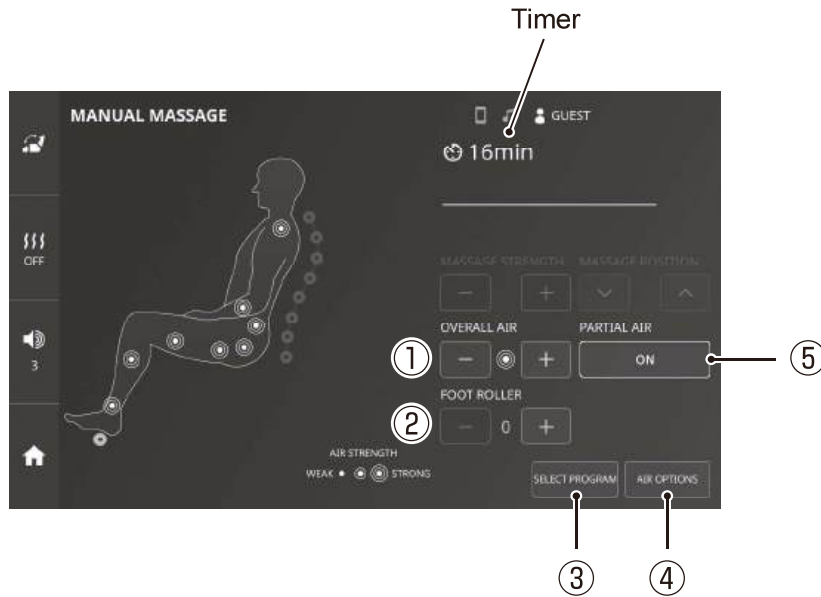 Timer
MANUAL MASSAGE
GUEST
16min
OFF
MASSAGE STRENGTH MASSAGE POSITION
− +
OVERALL AIR PARTIAL AIR
① − + ON ⑤
3
FOOT ROLLER
② − 0 +
AIR STRENGTH
WEAK STRONG
SELECT PROGRAM AIR OPTIONS
③ ④